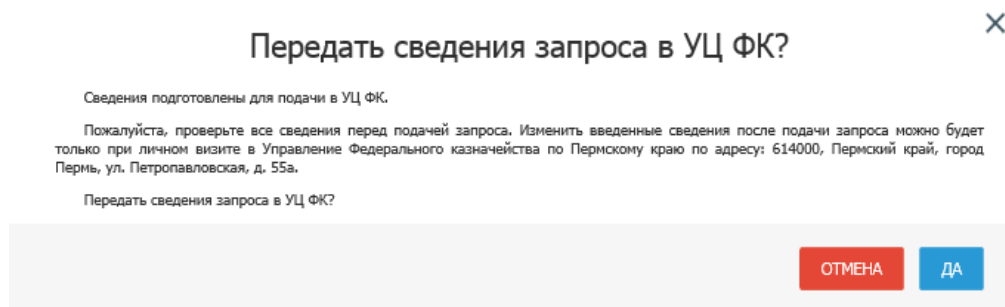 Передать сведения запроса в УЦ ФК?
Сведения подготовлены для подачи в УЦ ФК.
Пожалуйста, проверьте все сведения перед подачей запроса. Изменить введенные сведения после подачи запроса можно будет
только при личном визите в Управление Федерального казначейства по Пермскому краю по адресу: 614000, Пермский край, город
Пермь, ул. Петропавловская, д. 55а.
Передать сведения запроса в УЦ ФК?
ОТМЕНА ДА